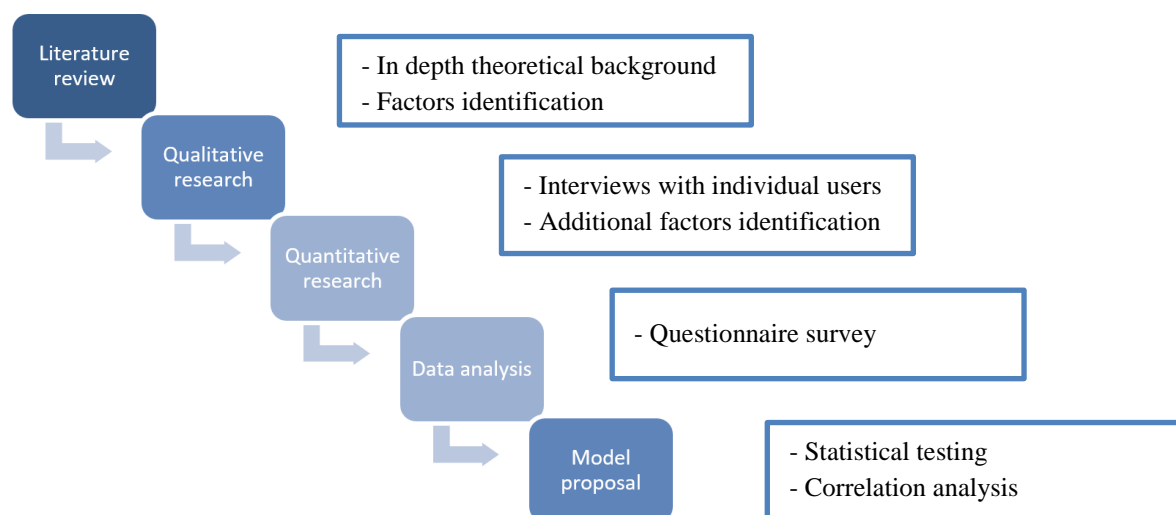 Literature
review
- In depth theoretical background
- Factors identification
Qualitative
research
- Interviews with individual users
- Additional factors identification
Quantitative
research
- Questionnaire survey
Data analysis
Model
proposal
- Statistical testing
- Correlation analysis